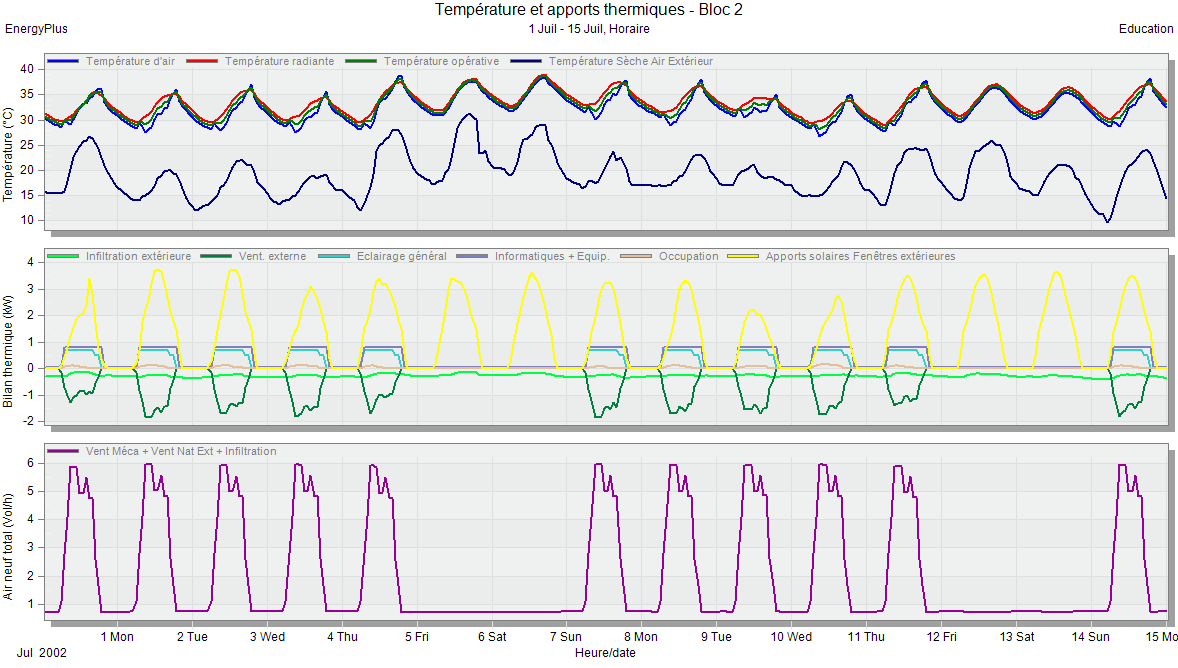 Température et apports thermiques - Bloc 2
EnergyPlus
1 Juil - 15 Juil, Horaire
Education
Température d'air
Température radiante
Température opérative
Température Sèche Air Extérieur
Température (°C)
40
35
30
25
20
15
10
Infiltration extérieure
Vent. externe
Eclairage général
Informatiques + Equip.
Occupation
Apports solaires Fenêtres extérieures
Bilan thermique (kW)
4
3
2
1
0
-1
-2
Vent Méca + Vent Nat Ext + Infiltration
Air neuf total (Vol/h)
6
5
4
3
2
1
1 Mon
2 Tue
3 Wed
4 Thu
5 Fri
6 Sat
7 Sun
8 Mon
9 Tue
10 Wed
11 Thu
12 Fri
13 Sat
14 Sun
15 Mo
Jul 2002
Heure/date